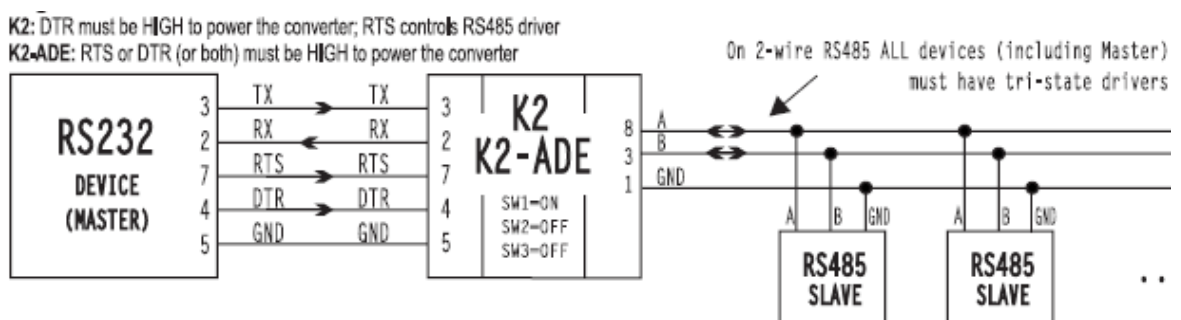 K2: DTR must be HIGH to power the converter; RTS controls RS485 driver
K2-ADE: RTS or DTR (or both) must be HIGH to power the converter
On 2-wire RS485 ALL devices (including Master)
must have tri-state drivers
RS232
DEVICE
(MASTER)
3 TX TX 3
2 RX RX 2
7 RTS RTS 7
4 DTR DTR 4
5 GND GND 5
K2
K2-ADE
SW1-ON
SW2-OFF
SW3-OFF
8 A
3 B
1 GND
A B GND
A B GND
RS485
SLAVE
RS485
SLAVE
..